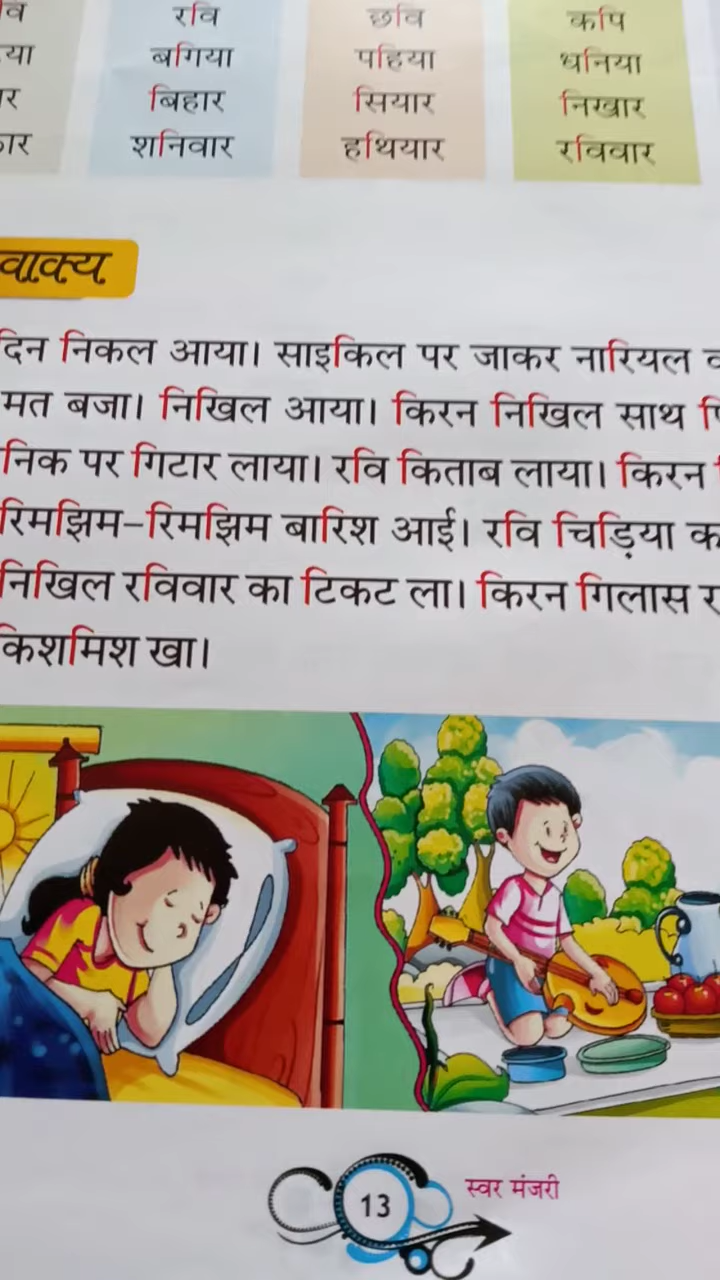 रवि छवि कपि
बगिया पहिया धनिया
बिहार सियार निखार
शनिवार हथियार रविवार
वाक्य
दिन निकल आया। साइकिल पर जाकर नारियल
मत बजा। निखिल आया। किरन निखिल साथ
निक पर गिटार लाया। रवि किताब लाया। किरन
रिमझिम-रिमझिम बारिश आई। रवि चिड़िया
निखिल रविवार का टिकट ला। किरन गिलास
किशमिश खा।
13
स्वर मंजरी